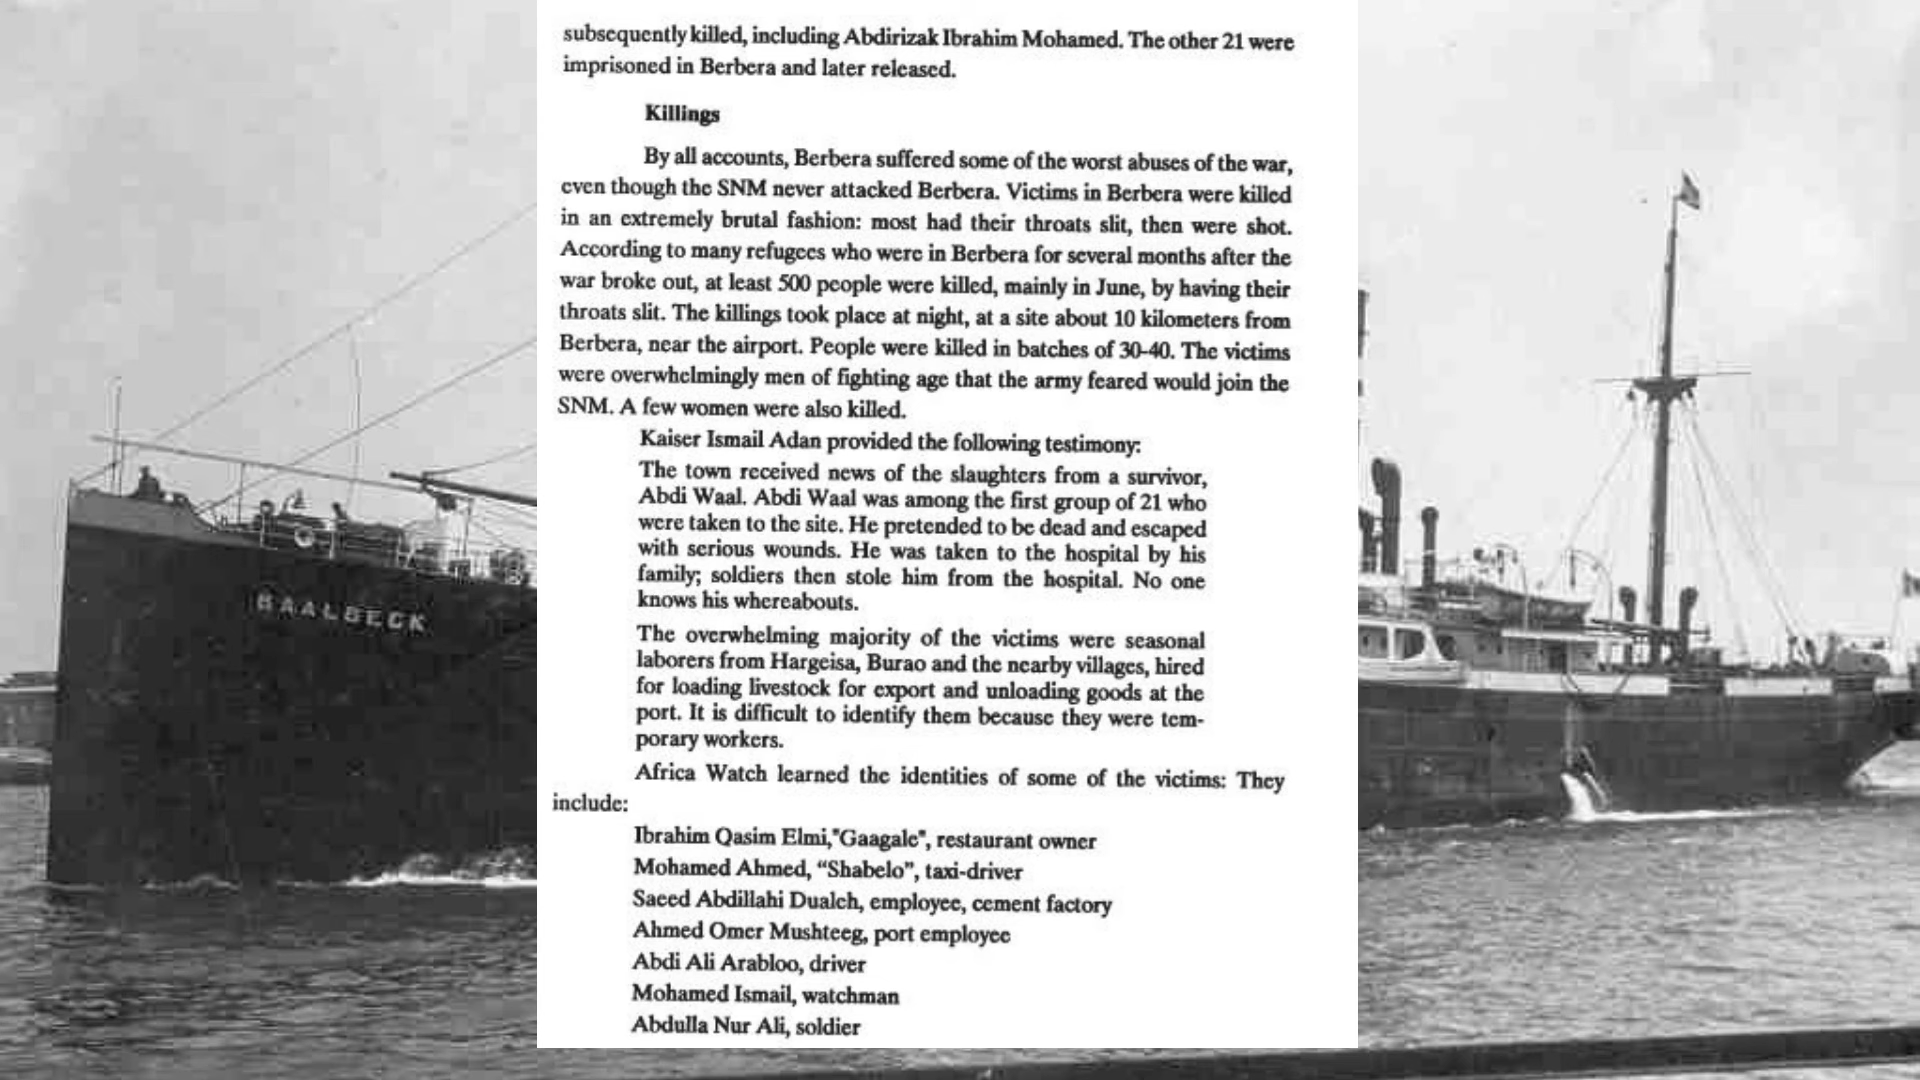 subsequently killed, including Abdirizak Ibrahim Mohamed. The other 21 were
imprisoned in Berbera and later released.
Killings
By all accounts, Berbera suffered some of the worst abuses of the war,
even though the SNM never attacked Berbera. Victims in Berbera were killed
in an extremely brutal fashion: most had their throats slit, then were shot.
According to many refugees who were in Berbera for several months after the
war broke out, at least 500 people were killed, mainly in June, by having their
throats slit. The killings took place at night, at a site about 10 kilometers from
Berbera, near the airport. People were killed in batches of 30-40. The victims
were overwhelmingly men of fighting age that the army feared would join the
SNM. A few women were also killed.
Kaiser Ismail Adan provided the following testimony:
The town received news of the slaughters from a survivor,
Abdi Waal. Abdi Waal was among the first group of 21 who
were taken to the site. He pretended to be dead and escaped
with serious wounds. He was taken to the hospital by his
family; soldiers then stole him from the hospital. No one
knows his whereabouts.
The overwhelming majority of the victims were seasonal
laborers from Hargeisa, Burao and the nearby villages, hired
for loading livestock for export and unloading goods at the
port. It is difficult to identify them because they were tem-
porary workers.
Africa Watch learned the identities of some of the victims: They
include:
Ibrahim Qasim Elmi,"Gaagale", restaurant owner
Mohamed Ahmed, “Shabelo”, taxi-driver
Saeed Abdillahi Dualeh, employee, cement factory
Ahmed Omer Mushteeg, port employee
Abdi Ali Arabloo, driver
Mohamed Ismail, watchman
Abdulla Nur Ali, soldier
BAALBECK